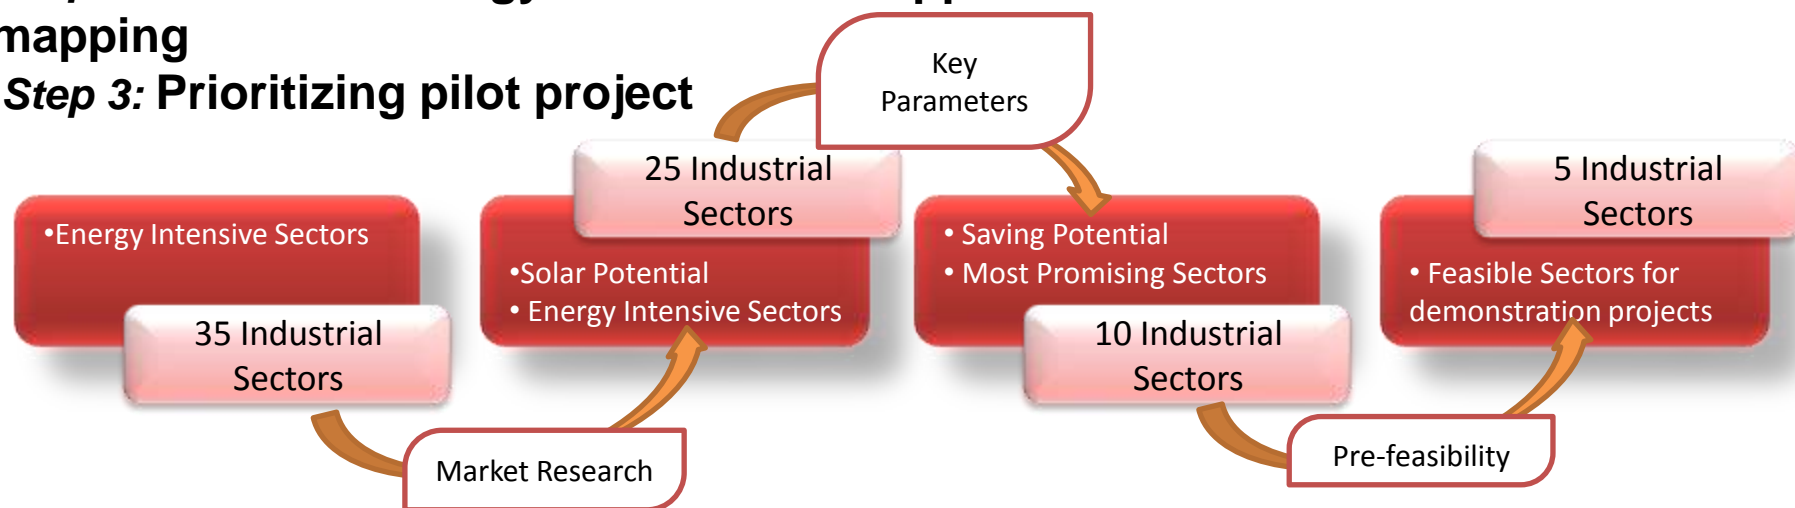 mapping
Step 3: Prioritizing pilot project
Key
Parameters
•Energy Intensive Sectors
35 Industrial
Sectors
Market Research
25 Industrial
Sectors
•Solar Potential
• Energy Intensive Sectors
• Saving Potential
• Most Promising Sectors
10 Industrial
Sectors
Pre-feasibility
5 Industrial
Sectors
• Feasible Sectors for
demonstration projects